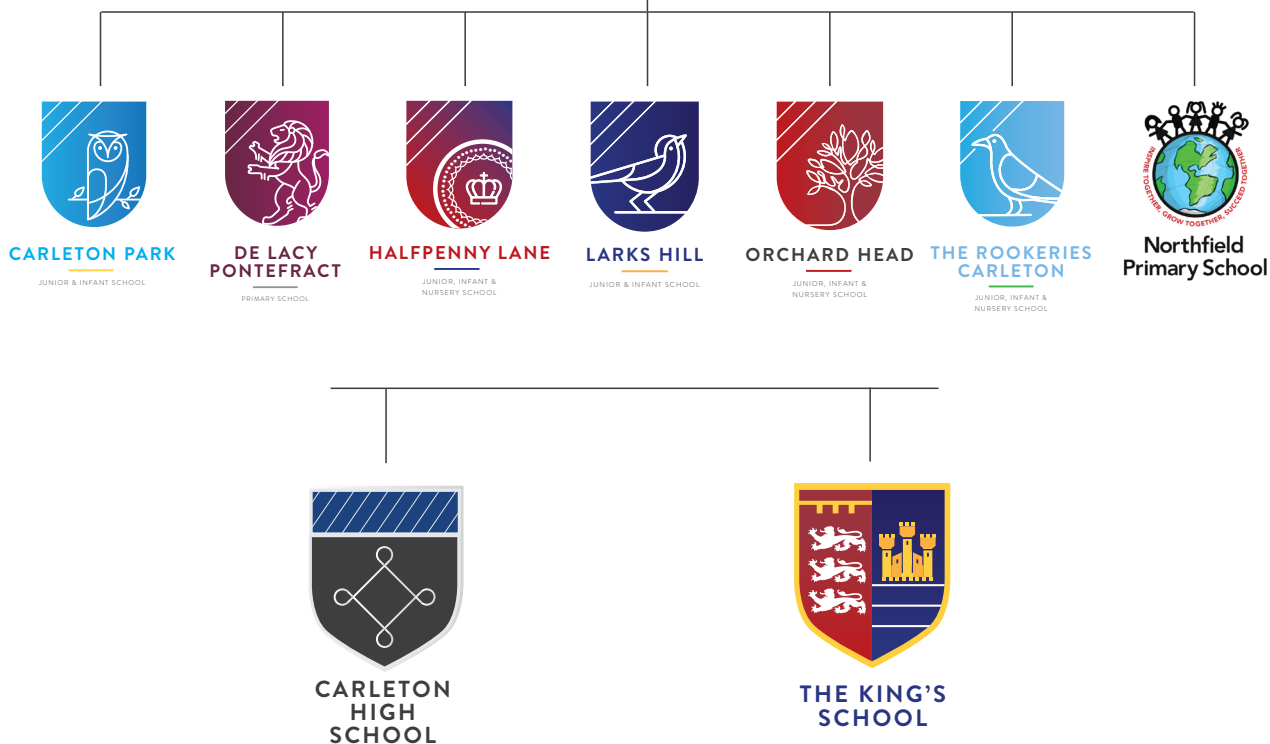 CARLETON PARK
JUNIOR & INFANT SCHOOL
DE LACY
PONTEFRACT
PRIMARY SCHOOL
HALFPENNY LANE
JUNIOR, INFANT &
NURSERY SCHOOL
LARKS HILL
JUNIOR & INFANT SCHOOL
ORCHARD HEAD
JUNIOR, INFANT &
NURSERY SCHOOL
THE ROOKERIES
CARLETON
JUNIOR, INFANT &
NURSERY SCHOOL
INSPIRE TOGETHER, GROW TOGETHER, SUCCEED TOGETHER
Northfield
Primary School
CARLETON
HIGH
SCHOOL
THE KING'S
SCHOOL